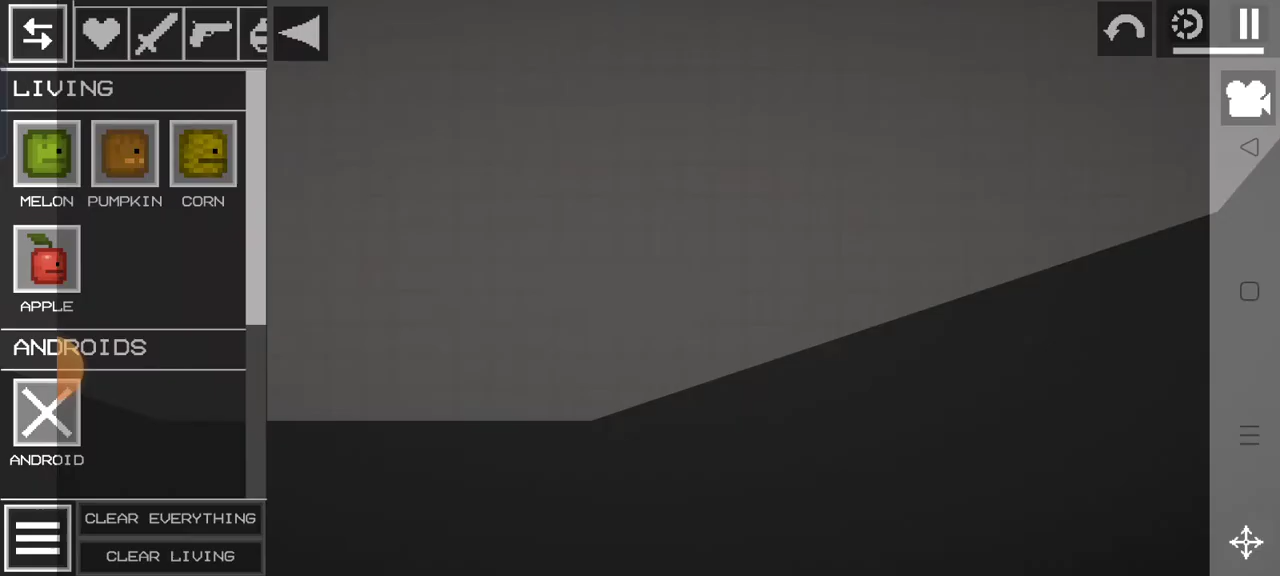 LIVING
MELON PUMPKIN CORN
APPLE
ANDROIDS
ANDROID
CLEAR EVERYTHING
CLEAR LIVING